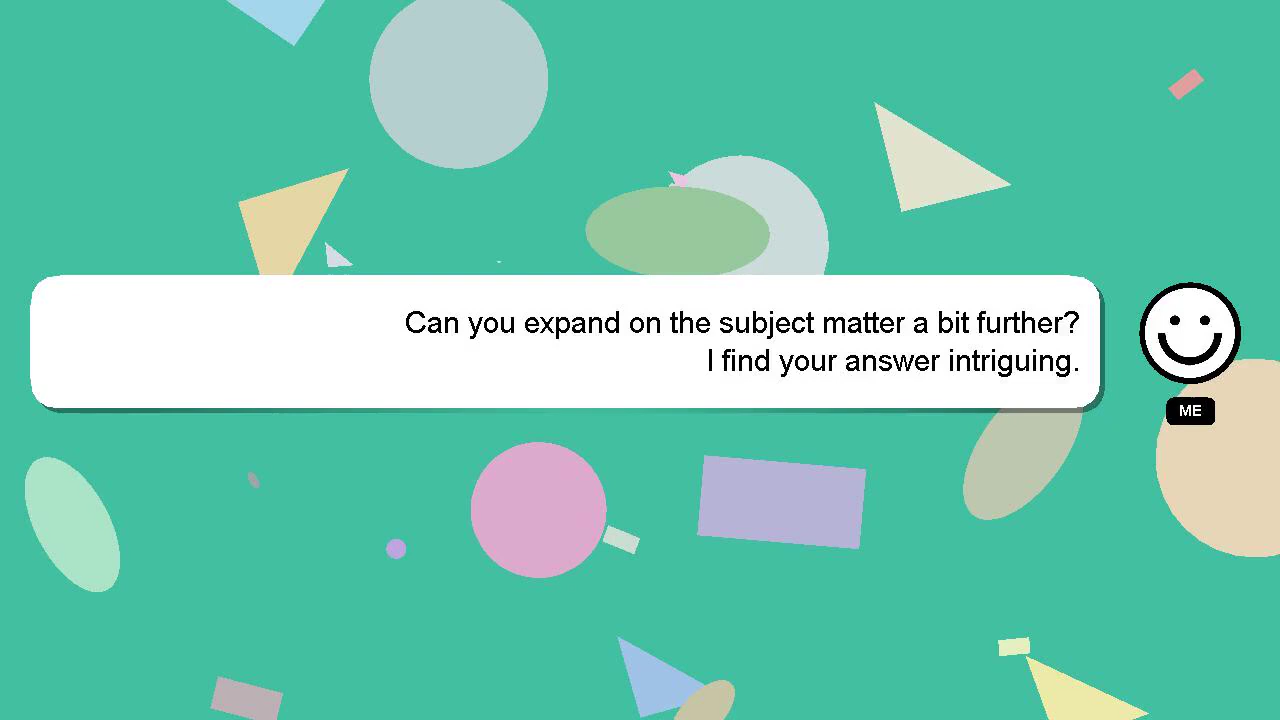 Can you expand on the subject matter a bit further?
I find your answer intriguing.
ME